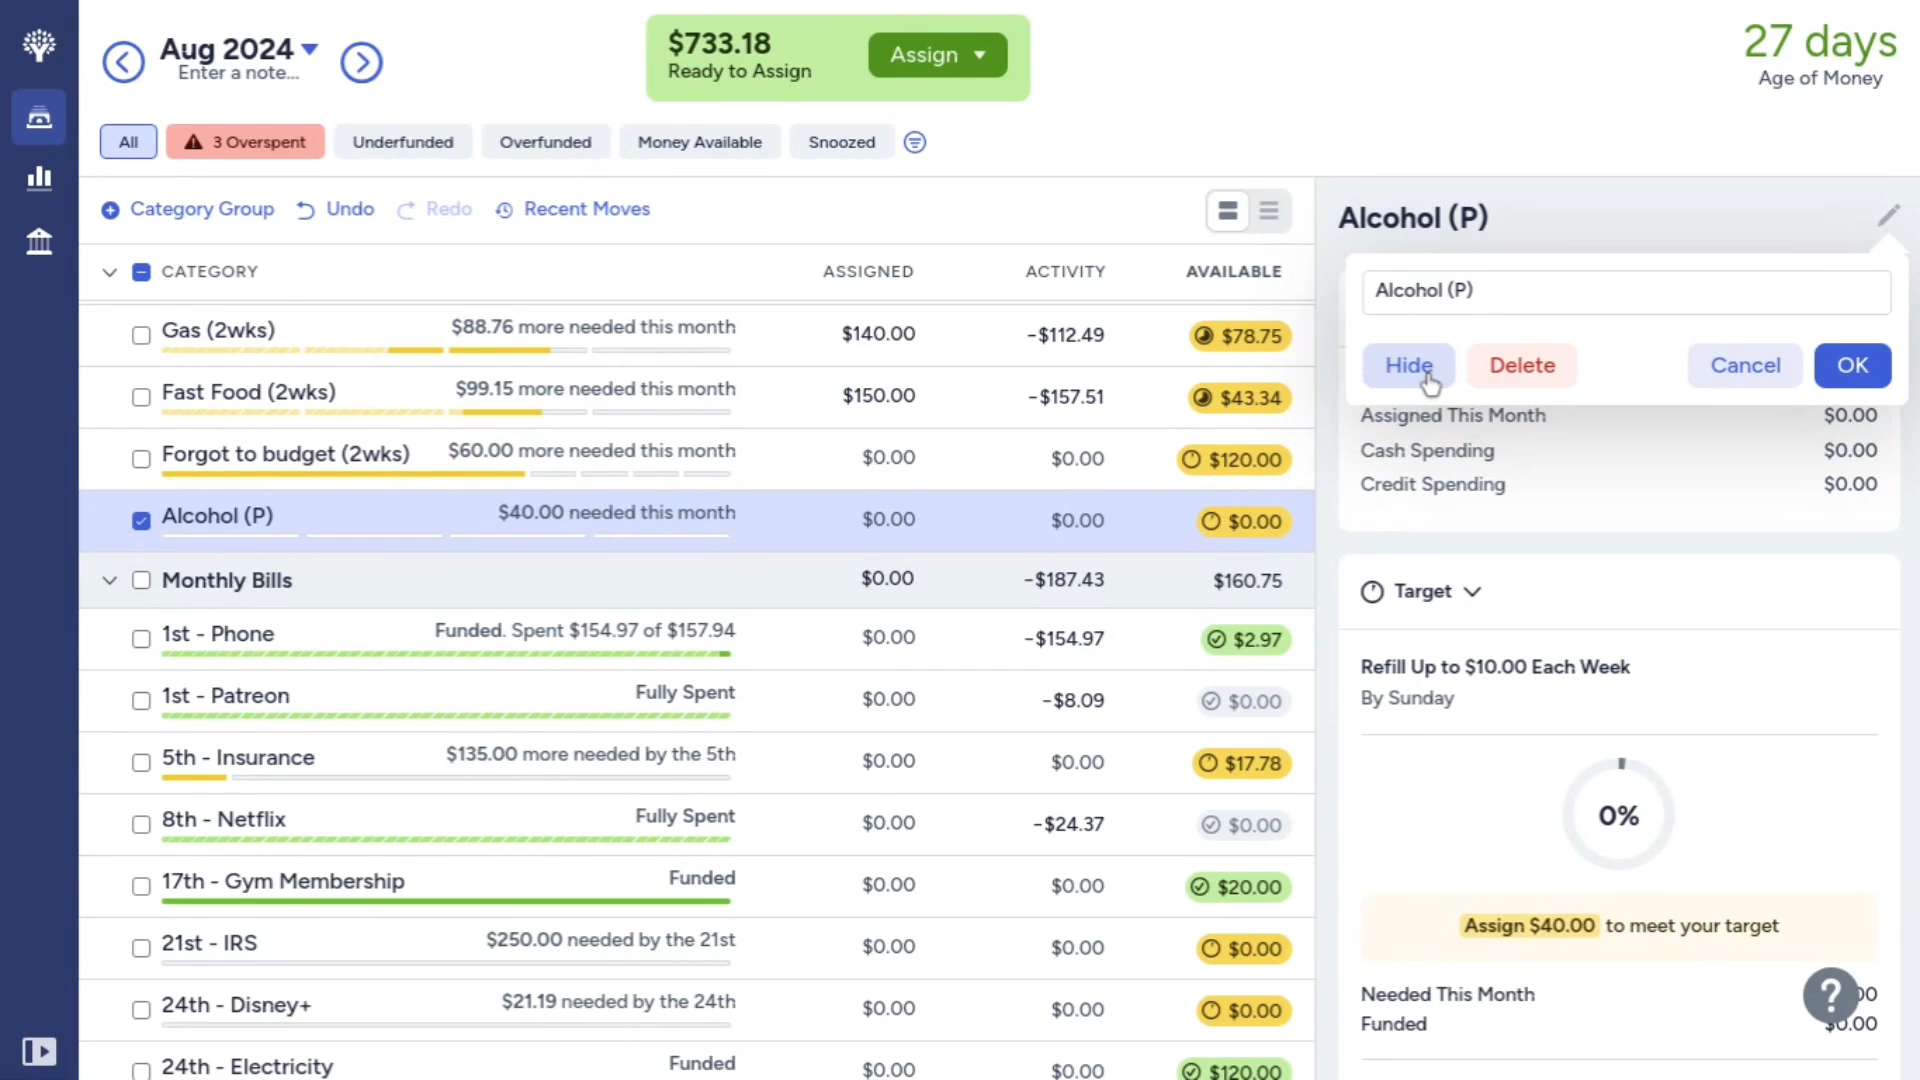 Aug 2024
Enter a note...
$733.18
Ready to Assign
Assign
27 days
Age of Money
All
3 Overspent
Underfunded
Overfunded
Money Available
Snoozed
Category Group
Undo
Redo
Recent Moves
CATEGORY
ASSIGNED
ACTIVITY
AVAILABLE
Gas (2wks)
$88.76 more needed this month
$140.00
-$112.49
$78.75
Fast Food (2wks)
$99.15 more needed this month
$150.00
-$157.51
$43.34
Forgot to budget (2wks)
$60.00 more needed this month
$0.00
$0.00
$120.00
Alcohol (P)
$40.00 needed this month
$0.00
$0.00
$0.00
Monthly Bills
$0.00
-$187.43
$160.75
1st - Phone
Funded. Spent $154.97 of $157.94
$0.00
-$154.97
$2.97
1st - Patreon
Fully Spent
$0.00
-$8.09
$0.00
5th - Insurance
$135.00 more needed by the 5th
$0.00
$0.00
$17.78
8th - Netflix
Fully Spent
$0.00
-$24.37
$0.00
17th - Gym Membership
Funded
$0.00
$0.00
$20.00
21st - IRS
$250.00 needed by the 21st
$0.00
$0.00
$0.00
24th - Disney+
$21.19 needed by the 24th
$0.00
$0.00
$0.00
24th - Electricity
Funded
$0.00
$0.00
$120.00
Alcohol (P)
Alcohol (P)
Hide
Delete
Cancel
OK
Assigned This Month
$0.00
Cash Spending
$0.00
Credit Spending
$0.00
Target
Refill Up to $10.00 Each Week
By Sunday
0%
Assign $40.00 to meet your target
Needed This Month
Funded
$0.00
?